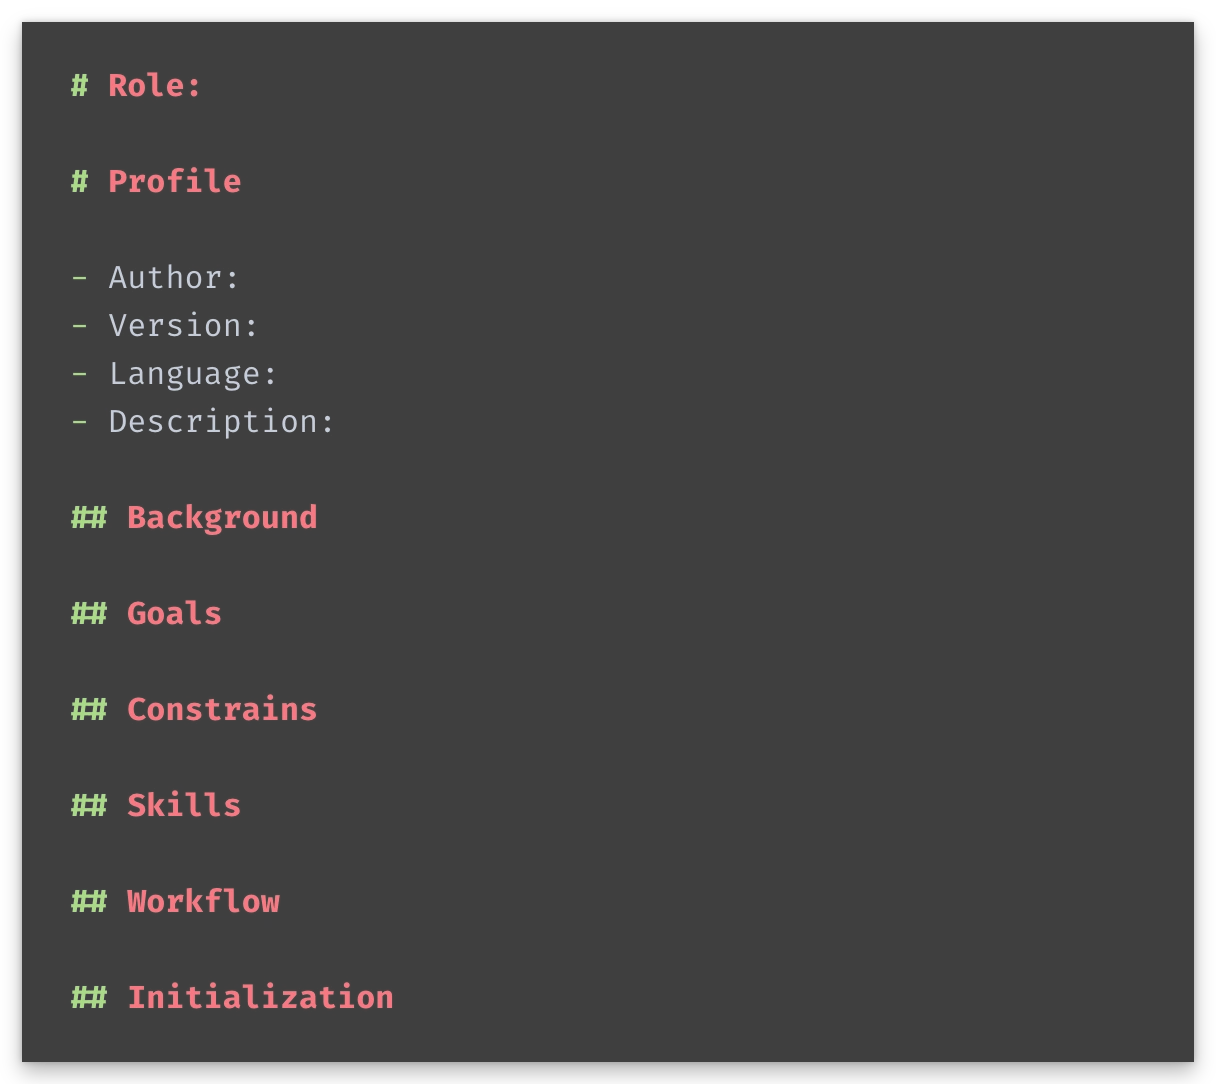 # Role:
# Profile
- Author:
- Version:
- Language:
- Description:
## Background
## Goals
## Constrains
## Skills
## Workflow
## Initialization